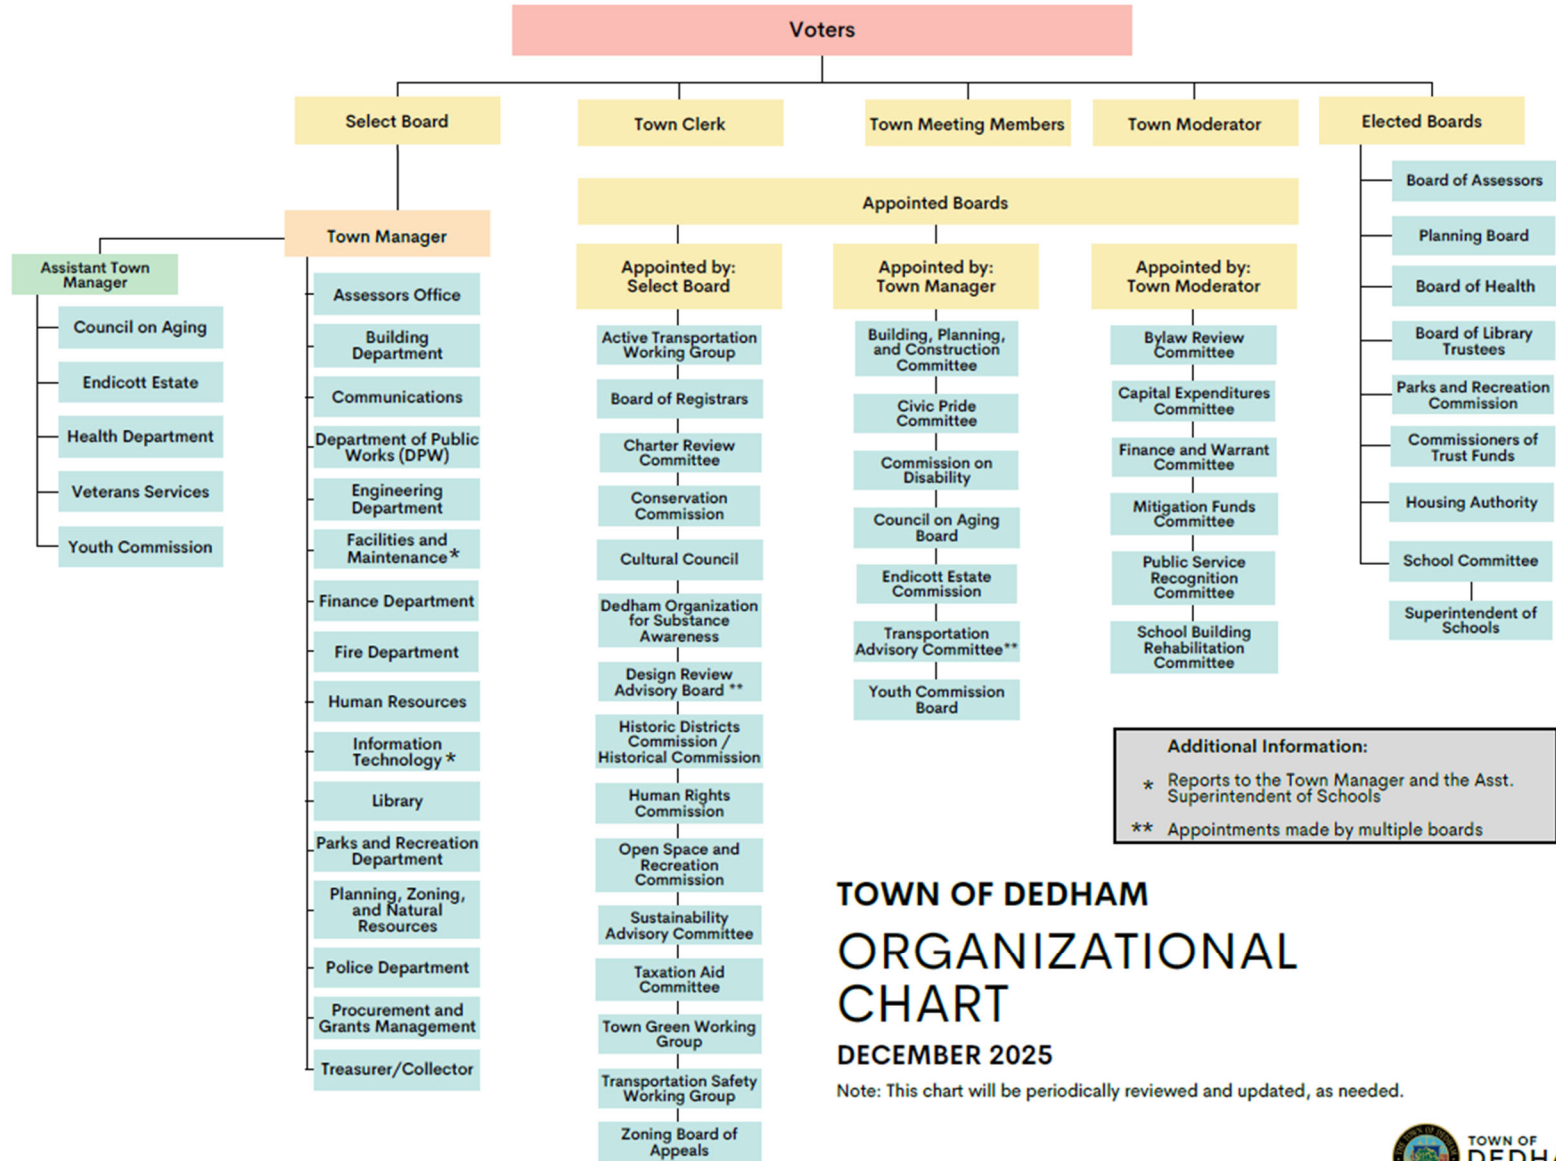 Voters
Select Board
Town Clerk
Town Meeting Members
Town Moderator
Elected Boards
Town Manager
Assistant Town
Manager
Council on Aging
Endicott Estate
Health Department
Veterans Services
Youth Commission
Assessors Office
Building
Department
Communications
Department of Public
Works (DPW)
Engineering
Department
Facilities and
Maintenance*
Finance Department
Fire Department
Human Resources
Information
Technology *
Library
Parks and Recreation
Department
Planning, Zoning,
and Natural
Resources
Police Department
Procurement and
Grants Management
Treasurer/Collector
Appointed Boards
Appointed by:
Select Board
Active Transportation
Working Group
Board of Registrars
Charter Review
Committee
Conservation
Commission
Cultural Council
Dedham Organization
for Substance
Awareness
Design Review
Advisory Board **
Historic Districts
Commission /
Historical Commission
Human Rights
Commission
Open Space and
Recreation
Commission
Sustainability
Advisory Committee
Taxation Aid
Committee
Town Green Working
Group
Transportation Safety
Working Group
Zoning Board of
Appeals
Appointed by:
Town Manager
Building, Planning,
and Construction
Committee
Civic Pride
Committee
Commission on
Disability
Council on Aging
Board
Endicott Estate
Commission
Transportation
Advisory Committee**
Youth Commission
Board
Appointed by:
Town Moderator
Bylaw Review
Committee
Capital Expenditures
Committee
Finance and Warrant
Committee
Mitigation Funds
Committee
Public Service
Recognition
Committee
School Building
Rehabilitation
Committee
Board of Assessors
Planning Board
Board of Health
Board of Library
Trustees
Parks and Recreation
Commission
Commissioners of
Trust Funds
Housing Authority
School Committee
Superintendent of
Schools
Additional Information:
* Reports to the Town Manager and the Asst.
Superintendent of Schools
** Appointments made by multiple boards
TOWN OF DEDHAM
ORGANIZATIONAL
CHART
DECEMBER 2025
Note: This chart will be periodically reviewed and updated, as needed.
TOWN OF